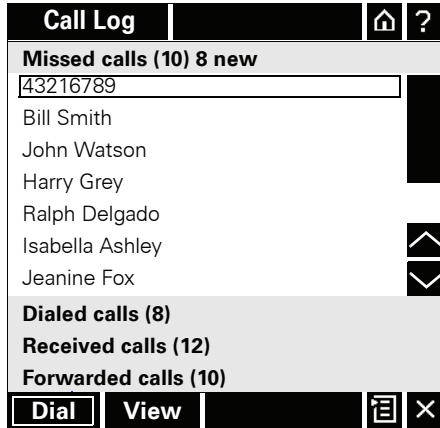 Call Log ?
Missed calls (10) 8 new
43216789
Bill Smith
John Watson
Harry Grey
Ralph Delgado
Isabella Ashley
Jeanine Fox
Dialed calls (8)
Received calls (12)
Forwarded calls (10)
Dial View